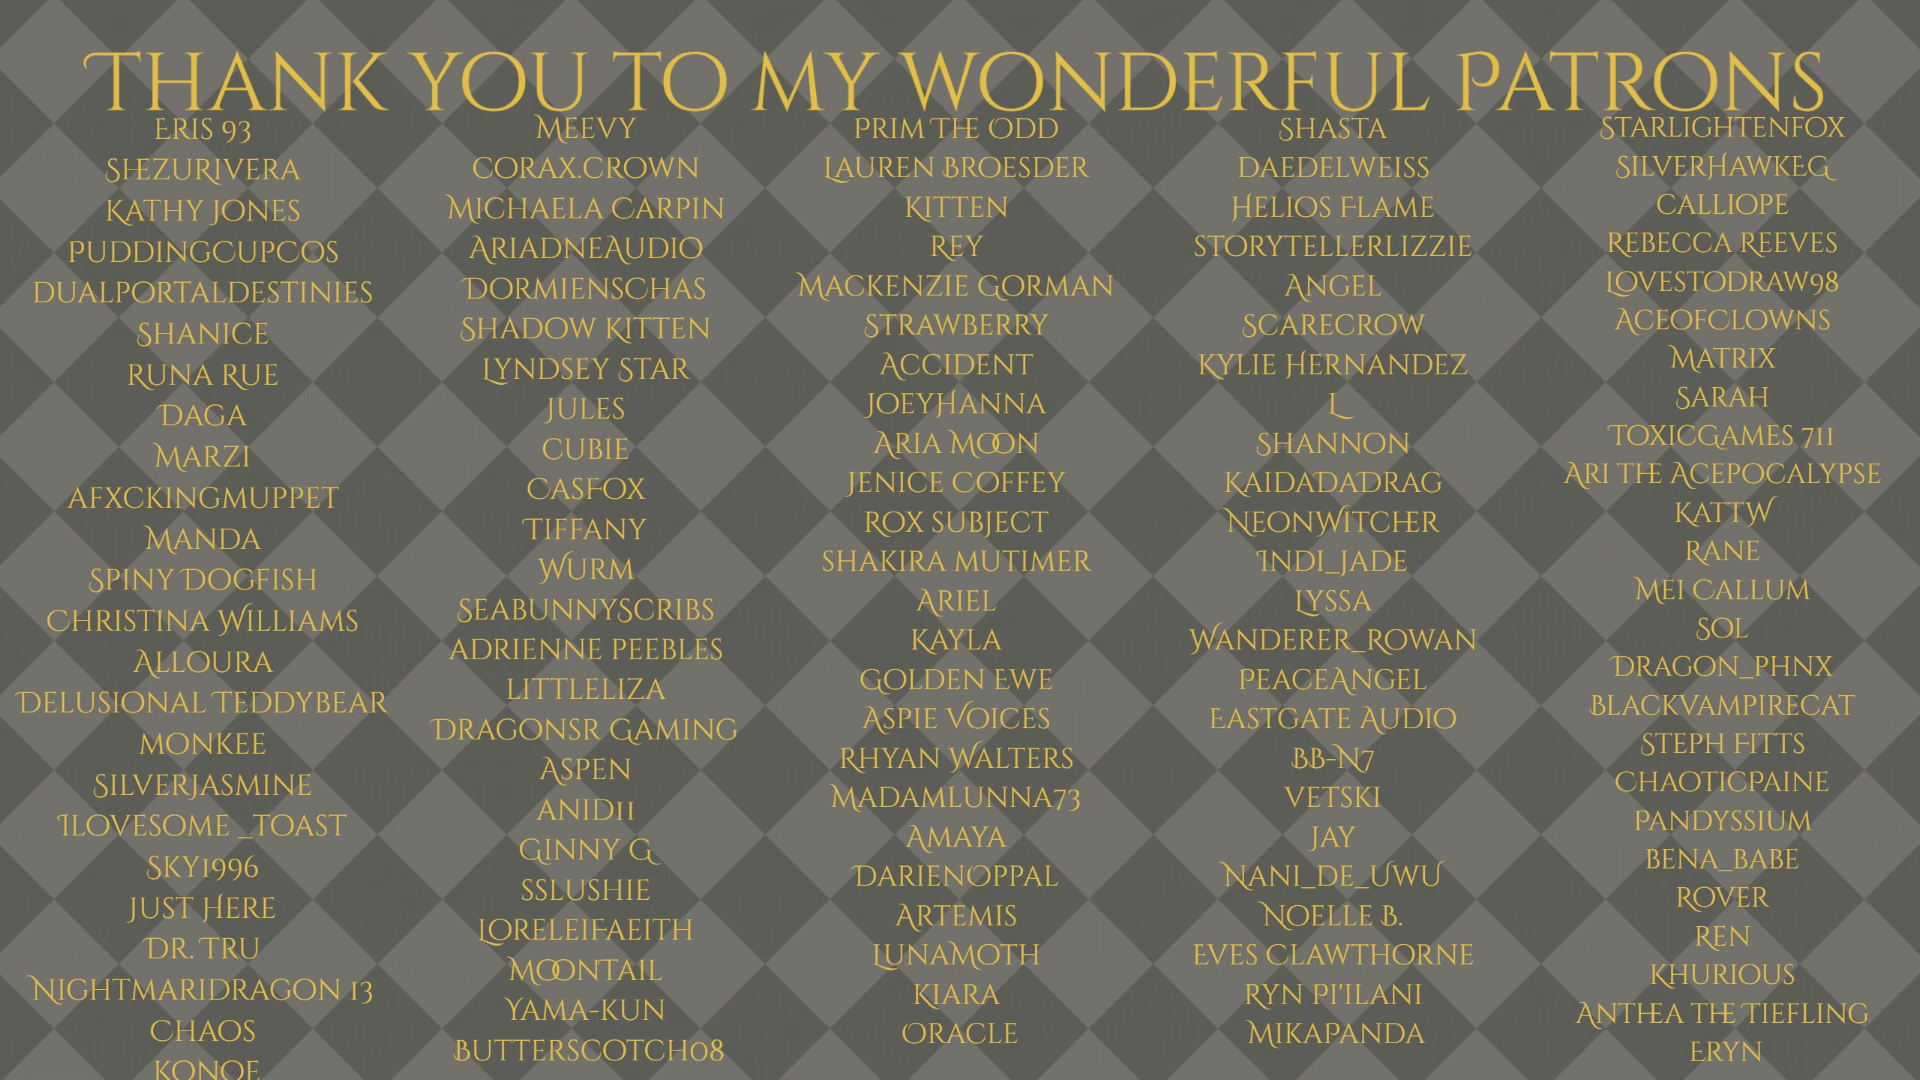 Thank you to my wonderful Patrons
Eris 93
ShezuRivera
Kathy Jones
PuddingCupCos
DualPortalDestinies
Shanice
Runa Rue
Daga
Marzi
afxckingmuppet
Manda
Spiny Dogfish
Christina Williams
Alloura
Delusional Teddybear
monkee
SilverJasmine
Ilovesome _toast
Sky1996
Just Here
Dr. Tru
Nightmaridragon 13
Chaos
Konoe
Meevy
corax.crown
Michaela Carpin
AriadneAudio
DormiensChas
Shadow Kitten
Lyndsey Star
Jules
Cubie
CasFox
Tiffany
Wurm
SeabunnyScribs
adrienne peebles
littleliza
Dragonsr Gaming
Aspen
anid11
Ginny G
sslushie
LoreleiFaeith
Moontail
Yama-kun
Butterscotch08
Prim The Odd
Lauren Broesder
Kitten
Rey
Mackenzie Gorman
Strawberry
Accident
JoeyHanna
Aria Moon
Jenice Coffey
Rox subject
shakira mutimer
Ariel
Kayla
Golden Ewe
Aspie Voices
Rhyan Walters
Madamlunna73
Amaya
DarienOppal
Artemis
LunaMoth
Kiara
Oracle
Shasta
daedelweiss
Helios Flame
storytellerlizzie
Angel
Scarecrow
Kylie Hernandez
L
Shannon
KaidaDaDrag
NeonWitcher
Indi_Jade
Lyssa
Wanderer_Rowan
PeaceAngel
Eastgate Audio
BB-N7
vetski
Jay
Nani_de_UwU
Noelle B.
Eves Clawthorne
Ryn Pi'ilani
Mikapanda
Starlightenfox
SilverHawkEG
Calliope
Rebecca Reeves
Lovestodraw98
AceofClowns
Matrix
Sarah
ToxicGames 711
Ari the Acepocalypse
KattW
Rane
Mei Callum
Sol
Dragon_phnx
BlackVampireCat
Steph Fitts
ChaoticPaine
Pandyssium
bena_babe
Rover
Ren
Khurious
Anthea the Tiefling
Eryn